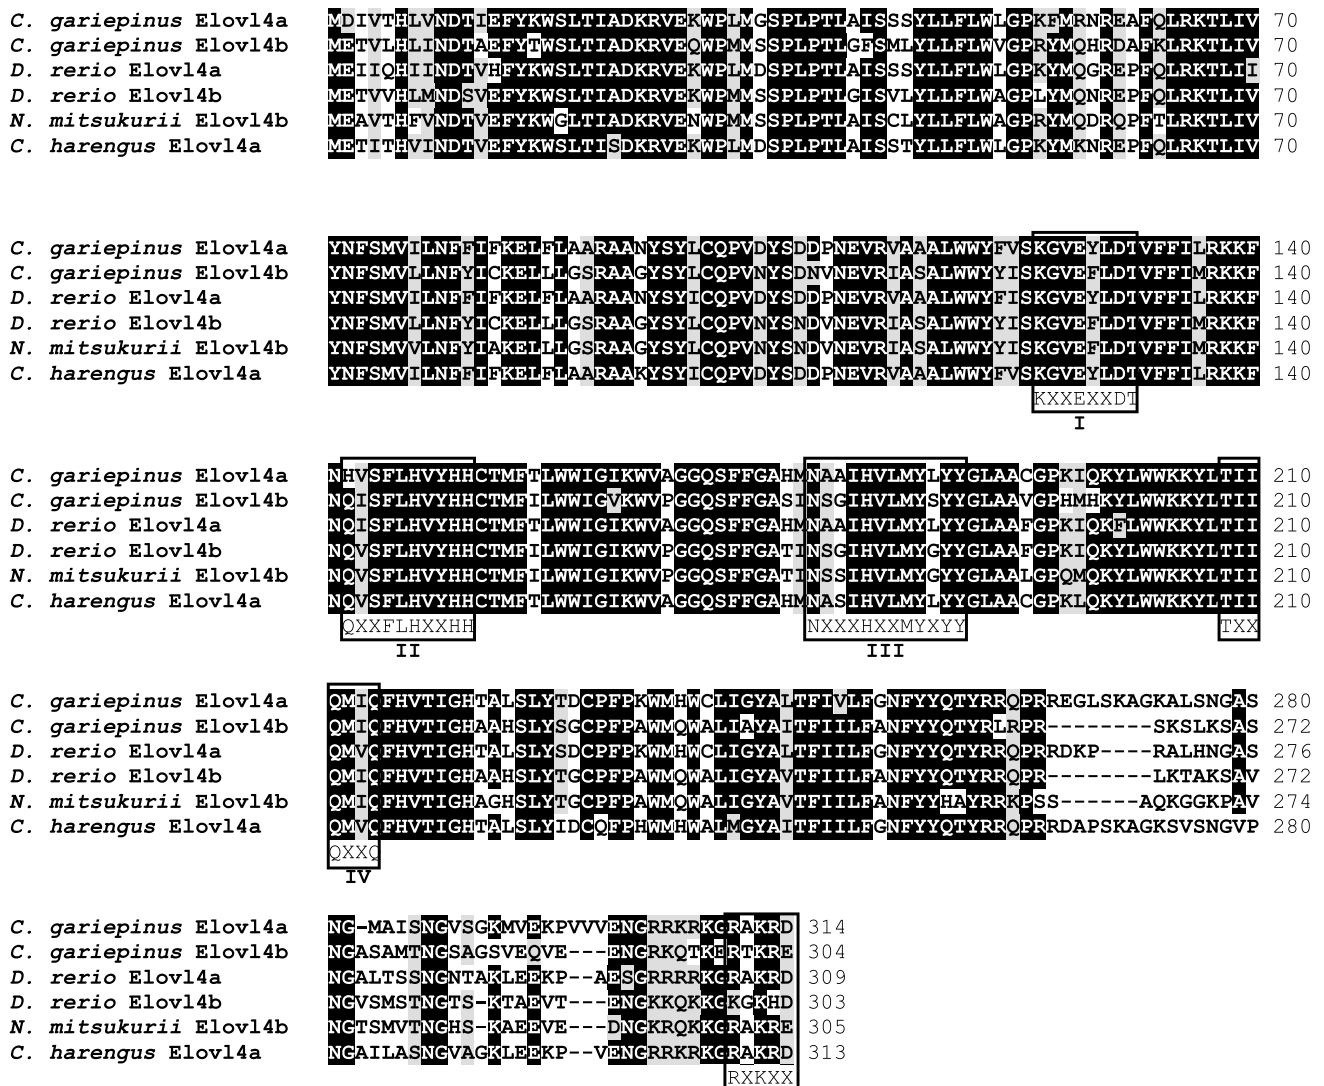 C. gariepinus Elovl4a MDIVTHLVNDTIEFYKWSLTIADKRVEKWPLMGSPLPTLAISSSYLLFLWLGPKFMRNREAFQLRKTLIV 70
C. gariepinus Elovl4b METVLHLINDTAEFYTWSLTIADKRVEQWPMMSSPLPTLGFSMLYLLFLWVGPRYMQHRDAFKLRKTLIV 70
D. rerio Elovl4a MEIIQHIINDTVHFYKWSLTIADKRVEKWPLMDSPLPTLAISSSYLLFLWLGPKYMQGREPFQLRKTLII 70
D. rerio Elovl4b METVVHLMNDSVEFYKWSLTIADKRVEKWPMMSSPLPTLGISVLYLLFLWAGPLYMQNREPFQLRKTLIV 70
N. mitsukurii Elovl4b MEAVTHFVNDTVEFYKWGLTIADKRVENWPMMSSPLPTLAISCLYLLFLWLGPRYMQDRQPFTLRKTLIV 70
C. harengus Elovl4a METITHVINDTVEFYKWSLTISDKRVEKWPLMDSPLPTLAISSTYLLFLWLGPKYMKNREPFQLRKTLIV 70
C. gariepinus Elovl4a YNFSMVILNFFIFKELFLAARAANYSYLCQPVDYSDDPNEVRVAAALWWYFVSKGVEYLDTVFFILRKKF 140
C. gariepinus Elovl4b YNFSMVLLNFYICKELLLGSRAAGYSYLCQPVNYSDNVNEVRIASALWWYYISKGVEFLDTVFFIMRKKF 140
D. rerio Elovl4a YNFSMVILNFFIFKELFLAARAANYSYICQPVDYSDDPNEVRVAAALWWYFISKGVEYLDTVFFILRKKF 140
D. rerio Elovl4b YNFSMVLLNFYICKELLLGSRAAGYSYLCQPVNYSNDVNEVRIASALWWYYISKGVEFLDTVFFIMRKKF 140
N. mitsukurii Elovl4b YNFSMVVLNFYIAKELLLGSRAAGYSYLCQPVNYSNDVNEVRIASALWWYYISKGVEFLDTVFFIMRKKF 140
C. harengus Elovl4a YNFSMVILNFFIFKELFLAARAAKYSYICQPVDYSDDPNEVRVAAALWWYFVSKGVEYLDTVFFILRKKF 140
KXXEXXDT
I
C. gariepinus Elovl4a NHVSFLHVYHHCTMFTLWWIGIKWVAGGQSFFGAHMNAAIHVLMYLYYGLAACGPKIQKYLWWKKYLTII 210
C. gariepinus Elovl4b NQISFLHVYHHCTMFILWWIGVKWVPGGQSFFGASINSGIHVLMYSYYGLAAVGPHMHKYLWWKKYLTII 210
D. rerio Elovl4a NQISFLHVYHHCTMFTLWWIGIKWVAGGQSFFGAHMNAAIHVLMYLYYGLAAFGPKIQKFLWWKKYLTII 210
D. rerio Elovl4b NQVSFLHVYHHCTMFILWWIGIKWVPGGQSFFGATINSGIHVLMYGYYGLAAFGPKIQKYLWWKKYLTII 210
N. mitsukurii Elovl4b NQVSFLHVYHHCTMFILWWIGIKWVPGGQSFFGATINSSIHVLMYGYYGLAALGPQMQKYLWWKKYLTII 210
C. harengus Elovl4a NQVSFLHVYHHCTMFTLWWIGIKWVAGGQSFFGAHMNASIHVLMYLYYGLAACGPKLQKYLWWKKYLTII 210
QXXFLHXXHH NXXXHXXMYXYY TXX
II III
C. gariepinus Elovl4a QMIQFHVTIGHTALSLYTDCPFPKWMHWCLIGYALTFIVLFGNFYYQTYRRQPRREGLSKAGKALSNGAS 280
C. gariepinus Elovl4b QMIQFHVTIGHAAHSLYSGCPFPAWMQWALIAYAITFIILFANFYYQTYRLRPR--------SKSLKSAS 272
D. rerio Elovl4a QMVQFHVTIGHTALSLYSDCPFPKWMHWCLIGYALTFIILFGNFYYQTYRRQPRRDKP----RALHNGAS 276
D. rerio Elovl4b QMIQFHVTIGHAAHSLYTGCPFPAWMQWALIGYAVTFIILFANFYYQTYRRQPR--------LKTAKSAV 272
N. mitsukurii Elovl4b QMIQFHVTIGHAGHSLYTGCPFPAWMQWALIGYAVTFIILFANFYYHAYRRKPSS------AQKGGKPAV 274
C. harengus Elovl4a QMVQFHVTIGHTALSLYIDCQFPHWMHWALMGYAITFIILFGNFYYQTYRRQPRRDAPSKAGKSVSNGVP 280
QXXQ
IV
C. gariepinus Elovl4a NG-MAISNGVSGKMVEKPVVVENGRRKRKGRAKRD 314
C. gariepinus Elovl4b NGASAMTNGSAGSVEQVE---ENGRKQTKERTKRE 304
D. rerio Elovl4a NGALTSSNGNTAKLEEKP--AESGRRRRKGRAKRD 309
D. rerio Elovl4b NGVSMSTNGTS-KTAEVT---ENGKKQKKGKGKHD 303
N. mitsukurii Elovl4b NGTSMVTNGHS-KAEEVE---DNGKRQKKGRAKRE 305
C. harengus Elovl4a NGAILASNGVAGKLEEKP--VENGRRKRKGRAKRD 313
RXKXX